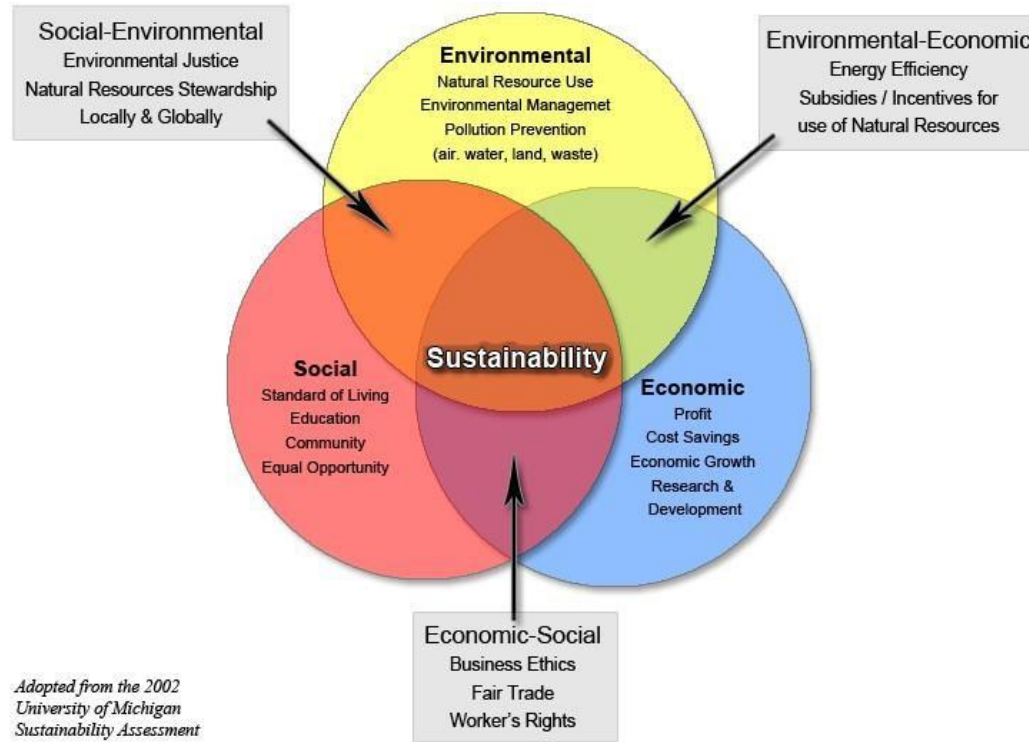 Social-Environmental
Environmental Justice
Natural Resources Stewardship
Locally & Globally
Environmental
Natural Resource Use
Environmental Managemet
Pollution Prevention
(air. water, land, waste)
Environmental-Economic
Energy Efficiency
Subsidies / Incentives for
use of Natural Resources
Sustainability
Social
Standard of Living
Education
Community
Equal Opportunity
Economic
Profit
Cost Savings
Economic Growth
Research &
Development
Economic-Social
Business Ethics
Fair Trade
Worker's Rights
Adopted from the 2002
University of Michigan
Sustainability Assessment